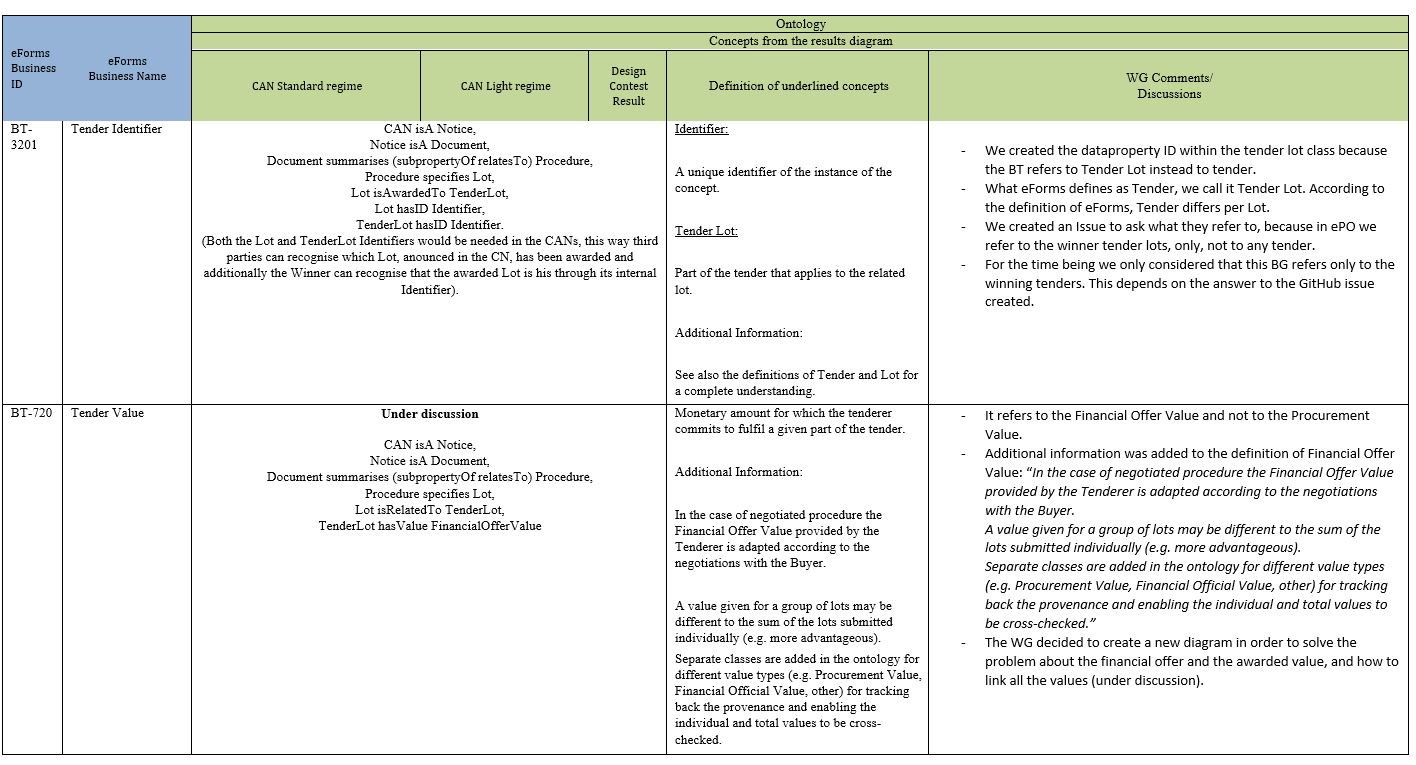 Ontology
Concepts from the results diagram
eForms
Business
ID
eForms
Business Name
CAN Standard regime
CAN Light regime
Design
Contest
Result
Definition of underlined concepts
WG Comments/
Discussions
BT-
3201
Tender Identifier
CAN isA Notice,
Notice isA Document,
Document summarises (subpropertyOf relatesTo) Procedure,
Procedure specifies Lot,
Lot isAwardedTo TenderLot,
Lot hasID Identifier,
TenderLot hasID Identifier.
(Both the Lot and TenderLot Identifiers would be needed in the CANs, this way third
parties can recognise which Lot, anounced in the CN, has been awarded and
additionally the Winner can recognise that the awarded Lot is his through its internal
Identifier).
Identifier:
A unique identifier of the instance of the
concept.
Tender Lot:
Part of the tender that applies to the related
lot.
Additional Information:
See also the definitions of Tender and Lot for
a complete understanding.
- We created the dataproperty ID within the tender lot class because
the BT refers to Tender Lot instead to tender.
- What eForms defines as Tender, we call it Tender Lot. According to
the definition of eForms, Tender differs per Lot.
- We created an Issue to ask what they refer to, because in ePO we
refer to the winner tender lots, only, not to any tender.
- For the time being we only considered that this BG refers only to the
winning tenders. This depends on the answer to the GitHub issue
created.
BT-720
Tender Value
Under discussion
CAN isA Notice,
Notice isA Document,
Document summarises (subpropertyOf relatesTo) Procedure,
Procedure specifies Lot,
Lot isRelatedTo TenderLot,
TenderLot hasValue FinancialOfferValue
Monetary amount for which the tenderer
commits to fulfil a given part of the tender.
Additional Information:
In the case of negotiated procedure the
Financial Offer Value provided by the
Tenderer is adapted according to the
negotiations with the Buyer.
A value given for a group of lots may be
different to the sum of the lots submitted
individually (e.g. more advantageous).
Separate classes are added in the ontology for
different value types (e.g. Procurement Value,
Financial Official Value, other) for tracking
back the provenance and enabling the
individual and total values to be cross-
checked.
- It refers to the Financial Offer Value and not to the Procurement
Value.
- Additional information was added to the definition of Financial Offer
Value: “In the case of negotiated procedure the Financial Offer Value
provided by the Tenderer is adapted according to the negotiations
with the Buyer.
A value given for a group of lots may be different to the sum of the
lots submitted individually (e.g. more advantageous).
Separate classes are added in the ontology for different value types
(e.g. Procurement Value, Financial Official Value, other) for tracking
back the provenance and enabling the individual and total values to
be cross-checked.”
- The WG decided to create a new diagram in order to solve the
problem about the financial offer and the awarded value, and how to
link all the values (under discussion).